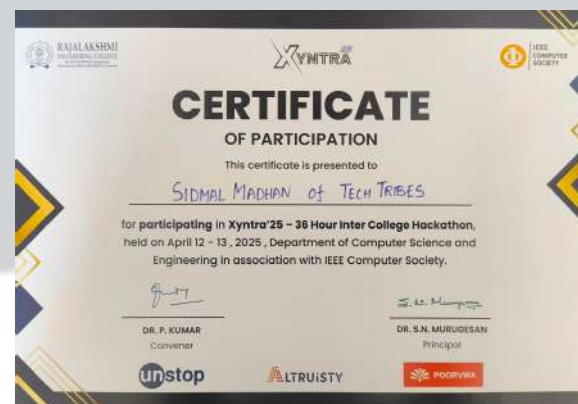 RAJALAKSHMI
ENGINEERING COLLEGE
XYNTRA
IEEE
COMPUTER
SOCIETY
CERTIFICATE
OF PARTICIPATION
This certificate is presented to
SIDMAL MADHAN of TECH TRIBES
for participating in Xyntra'25 – 36 Hour Inter College Hackathon,
held on April 12 - 13 , 2025 , Department of Computer Science and
Engineering in association with IEEE Computer Society.
DR. P. KUMAR
Convener
DR. S.N. MURUGESAN
Principal
unstop
ALTRUiSTY
POORVIKA